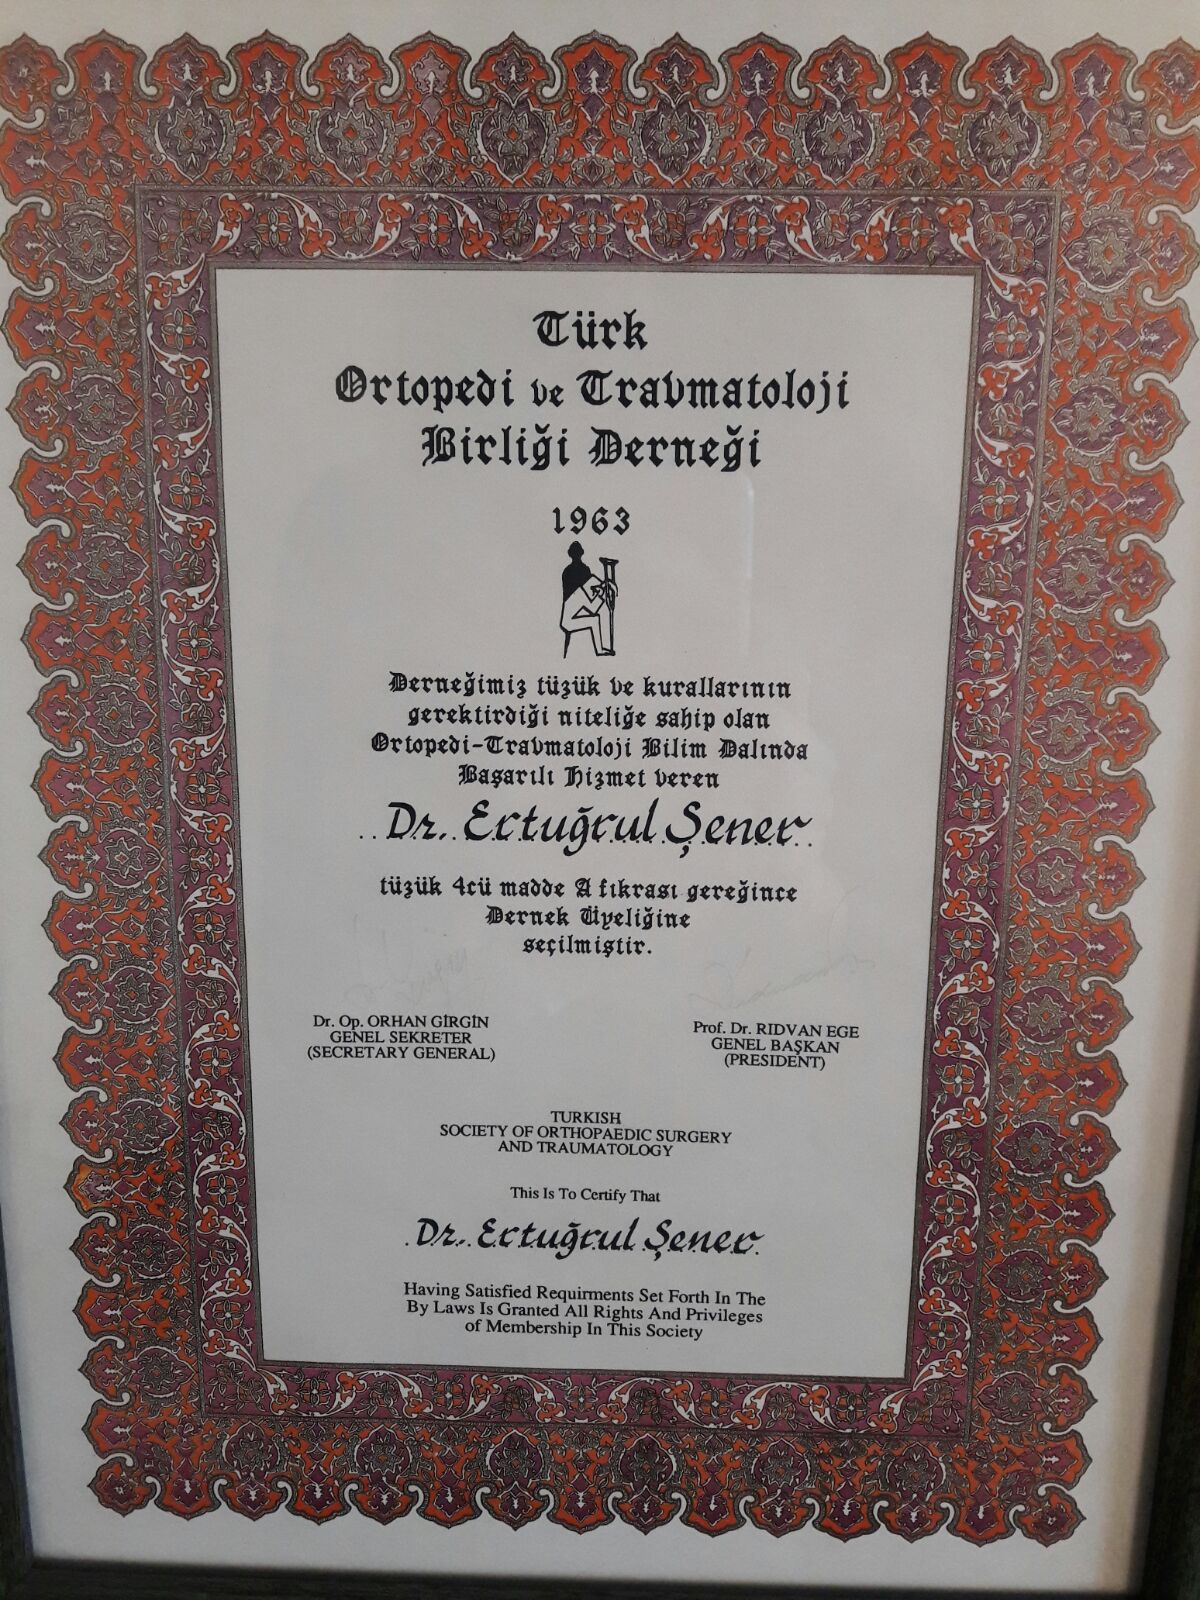 Türk
Ortopedi ve Travmatoloji
Birliği Derneği
1963
Derneğimiz tüzük ve kurallarının
gerektirdiği niteliğe sahip olan
Ortopedi-Travmatoloji Bilim Dalında
Başarılı Hizmet veren
..Dr. Ertuğrul Şener..
tüzük 4cü madde A fıkrası gereğince
Dernek Üyeliğine
seçilmiştir.
Dr. Op. ORHAN GİRGİN
GENEL SEKRETER
(SECRETARY GENERAL)
Prof. Dr. RIDVAN EGE
GENEL BAŞKAN
(PRESIDENT)
TURKISH
SOCIETY OF ORTHOPAEDIC SURGERY
AND TRAUMATOLOGY
This Is To Certify That
.Dr. Ertuğrul Şener.
Having Satisfied Requirments Set Forth In The
By Laws Is Granted All Rights And Privileges
of Membership In This Society